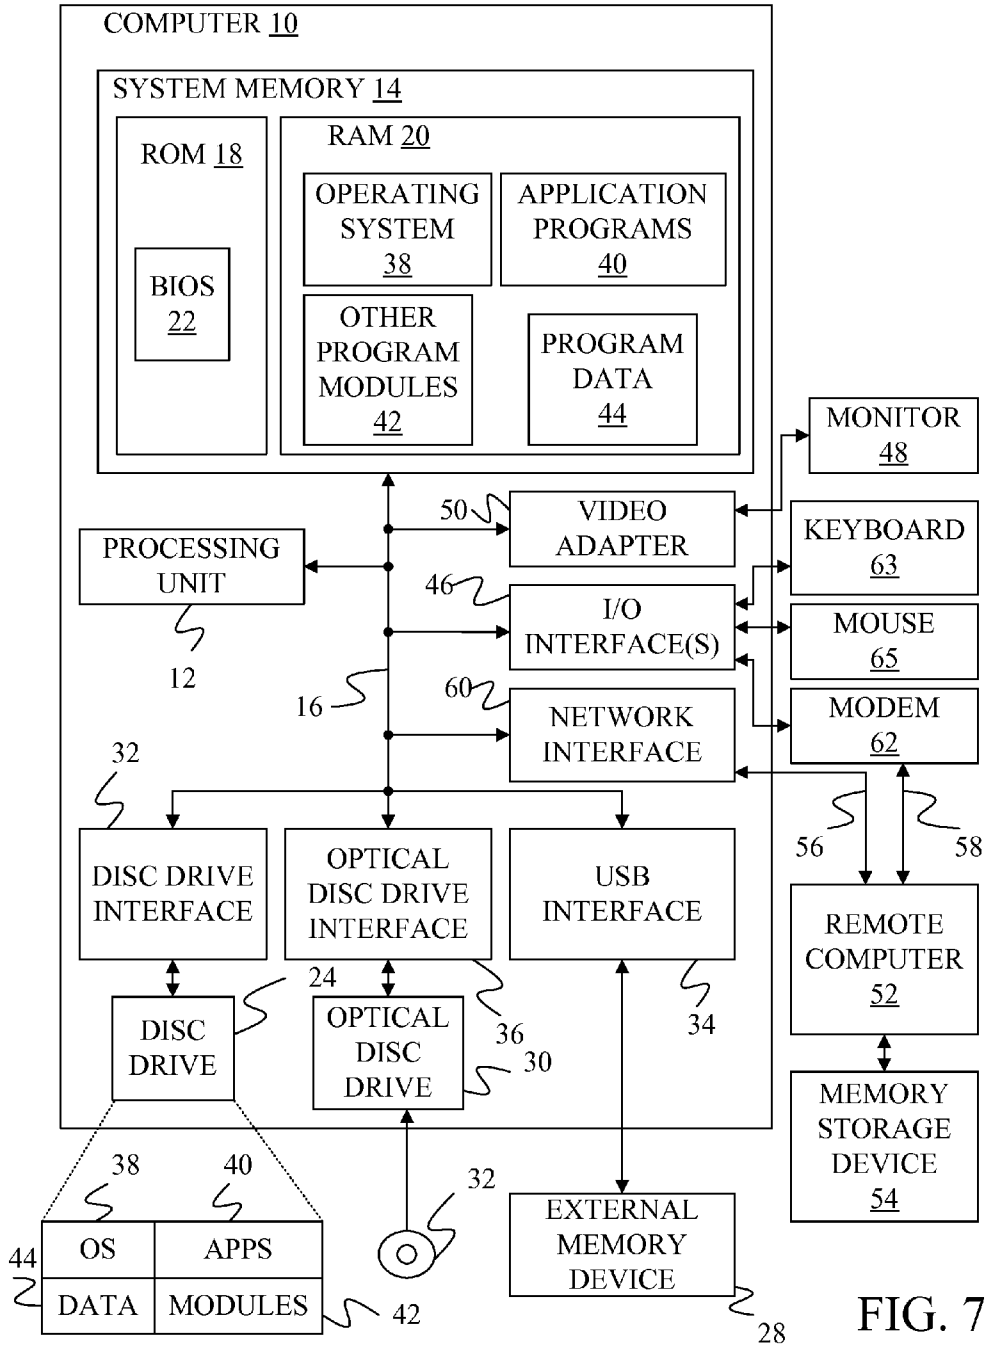 COMPUTER 10
SYSTEM MEMORY 14
ROM 18
BIOS
22
RAM 20
OPERATING
SYSTEM
38
APPLICATION
PROGRAMS
40
OTHER
PROGRAM
MODULES
42
PROGRAM
DATA
44
MONITOR
48
50
VIDEO
ADAPTER
KEYBOARD
63
PROCESSING
UNIT
12
46
I/O
INTERFACE(S)
MOUSE
65
16
60
NETWORK
INTERFACE
MODEM
62
56
58
32
DISC DRIVE
INTERFACE
OPTICAL
DISC DRIVE
INTERFACE
USB
INTERFACE
REMOTE
COMPUTER
52
24
36
34
DISC
DRIVE
OPTICAL
DISC
DRIVE
30
MEMORY
STORAGE
DEVICE
54
38
40
32
OS
APPS
44
DATA
MODULES
42
EXTERNAL
MEMORY
DEVICE
28
FIG. 7